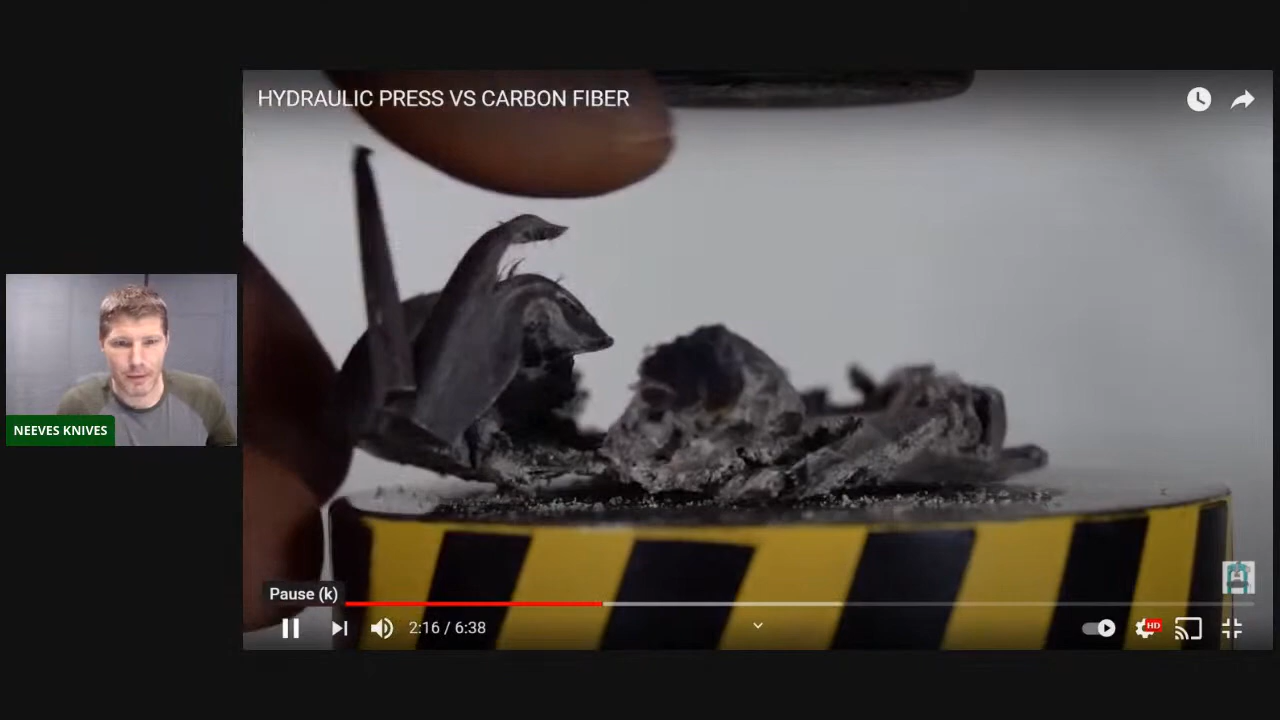 HYDRAULIC PRESS VS CARBON FIBER
NEEVES KNIVES
Pause (k)
2:16 / 6:38
HD